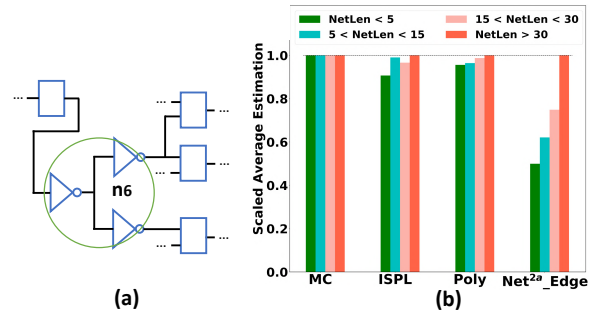 ...
...
...
...
...
n6
...
...
...
(a)
NetLen < 5
5 < NetLen < 15
15 < NetLen < 30
NetLen > 30
Scaled Average Estimation
1.0
0.8
0.6
0.4
0.2
0.0
MC
ISPL
Poly
Net²ᵃ_Edge
(b)